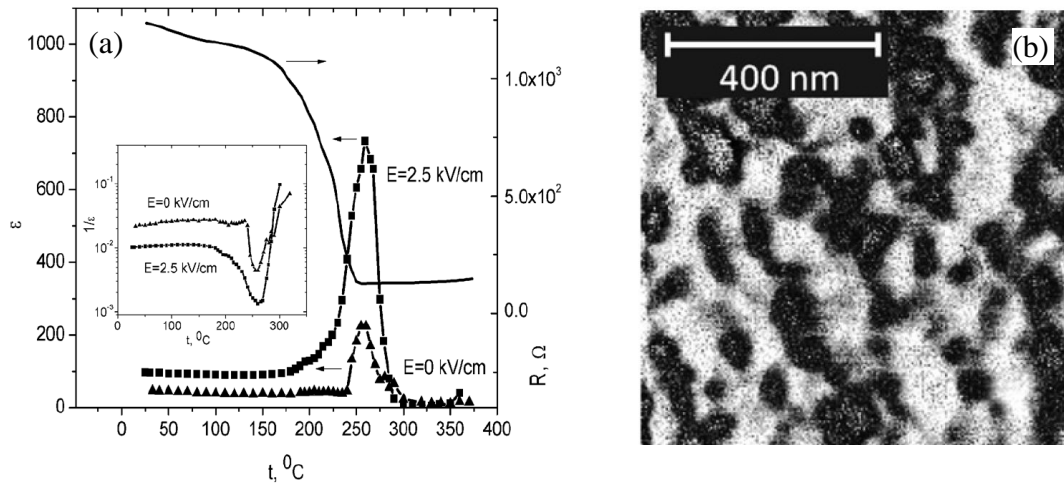 (a)
1000
800
600
400
200
0
ε
0 50 100 150 200 250 300 350 400
t, ⁰C
1.0x10³
5.0x10²
0.0
R, Ω
E=2.5 kV/cm
E=0 kV/cm
10⁻¹
10⁻²
10⁻³
1/ε
0 100 200 300
t, ⁰C
E=0 kV/cm
E=2.5 kV/cm
(b)
400 nm